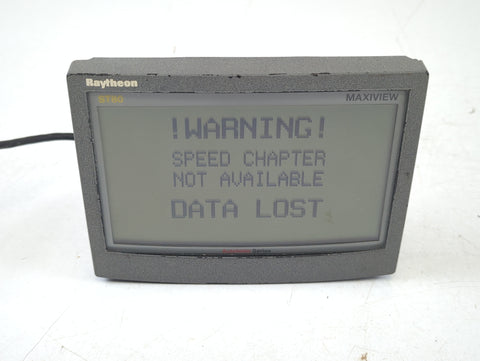 Raytheon
ST80 MAXIVIEW
!WARNING!
SPEED CHAPTER
NOT AVAILABLE
DATA LOST